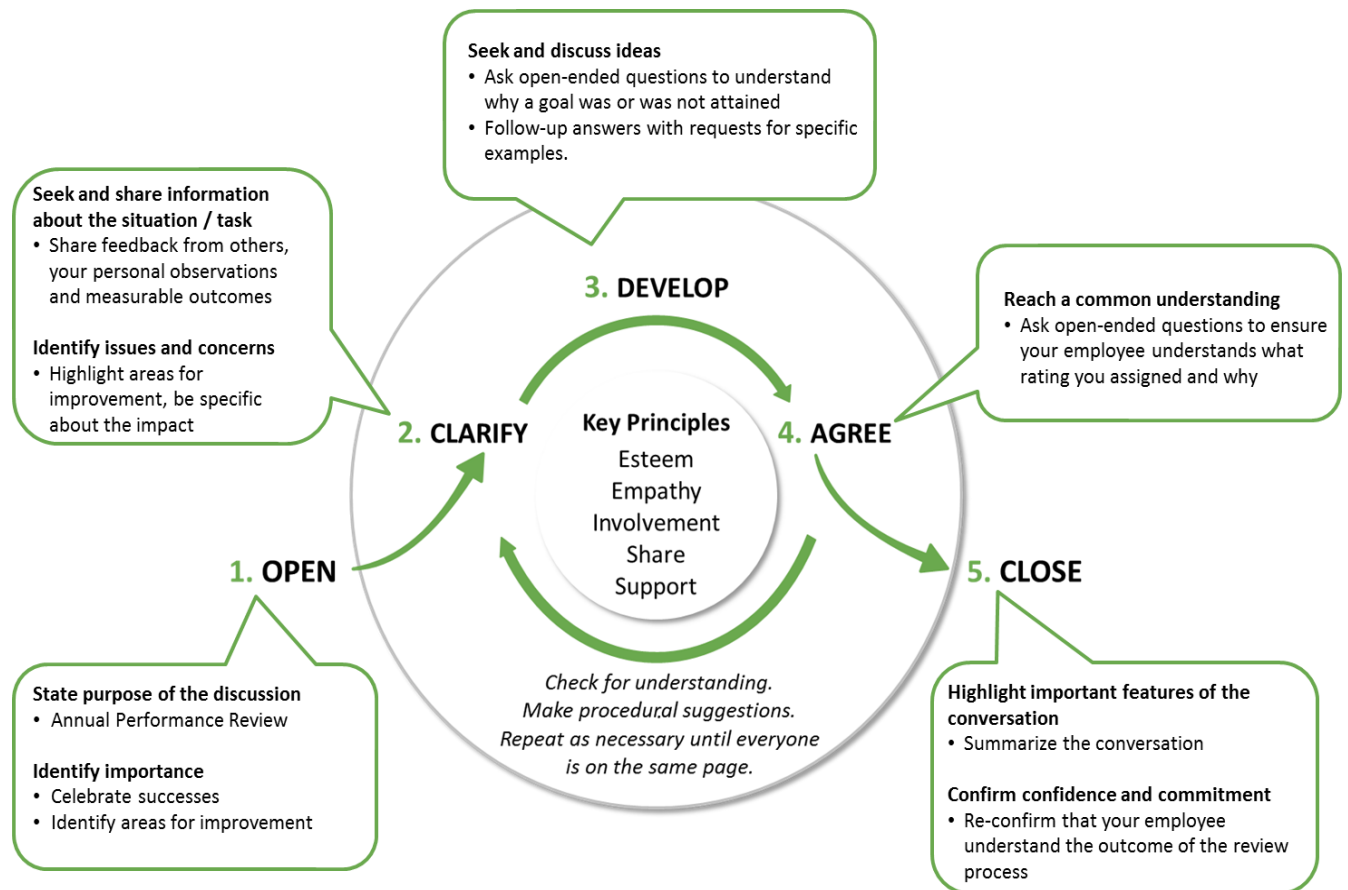 Seek and discuss ideas
• Ask open-ended questions to understand
why a goal was or was not attained
• Follow-up answers with requests for specific
examples.
Seek and share information
about the situation / task
• Share feedback from others,
your personal observations
and measurable outcomes
Identify issues and concerns
• Highlight areas for
improvement, be specific
about the impact
3. DEVELOP
Reach a common understanding
• Ask open-ended questions to ensure
your employee understands what
rating you assigned and why
2. CLARIFY
Key Principles
Esteem
Empathy
Involvement
Share
Support
4. AGREE
1. OPEN
5. CLOSE
State purpose of the discussion
• Annual Performance Review
Identify importance
• Celebrate successes
• Identify areas for improvement
Check for understanding.
Make procedural suggestions.
Repeat as necessary until everyone
is on the same page.
Highlight important features of the
conversation
• Summarize the conversation
Confirm confidence and commitment
• Re-confirm that your employee
understand the outcome of the review
process